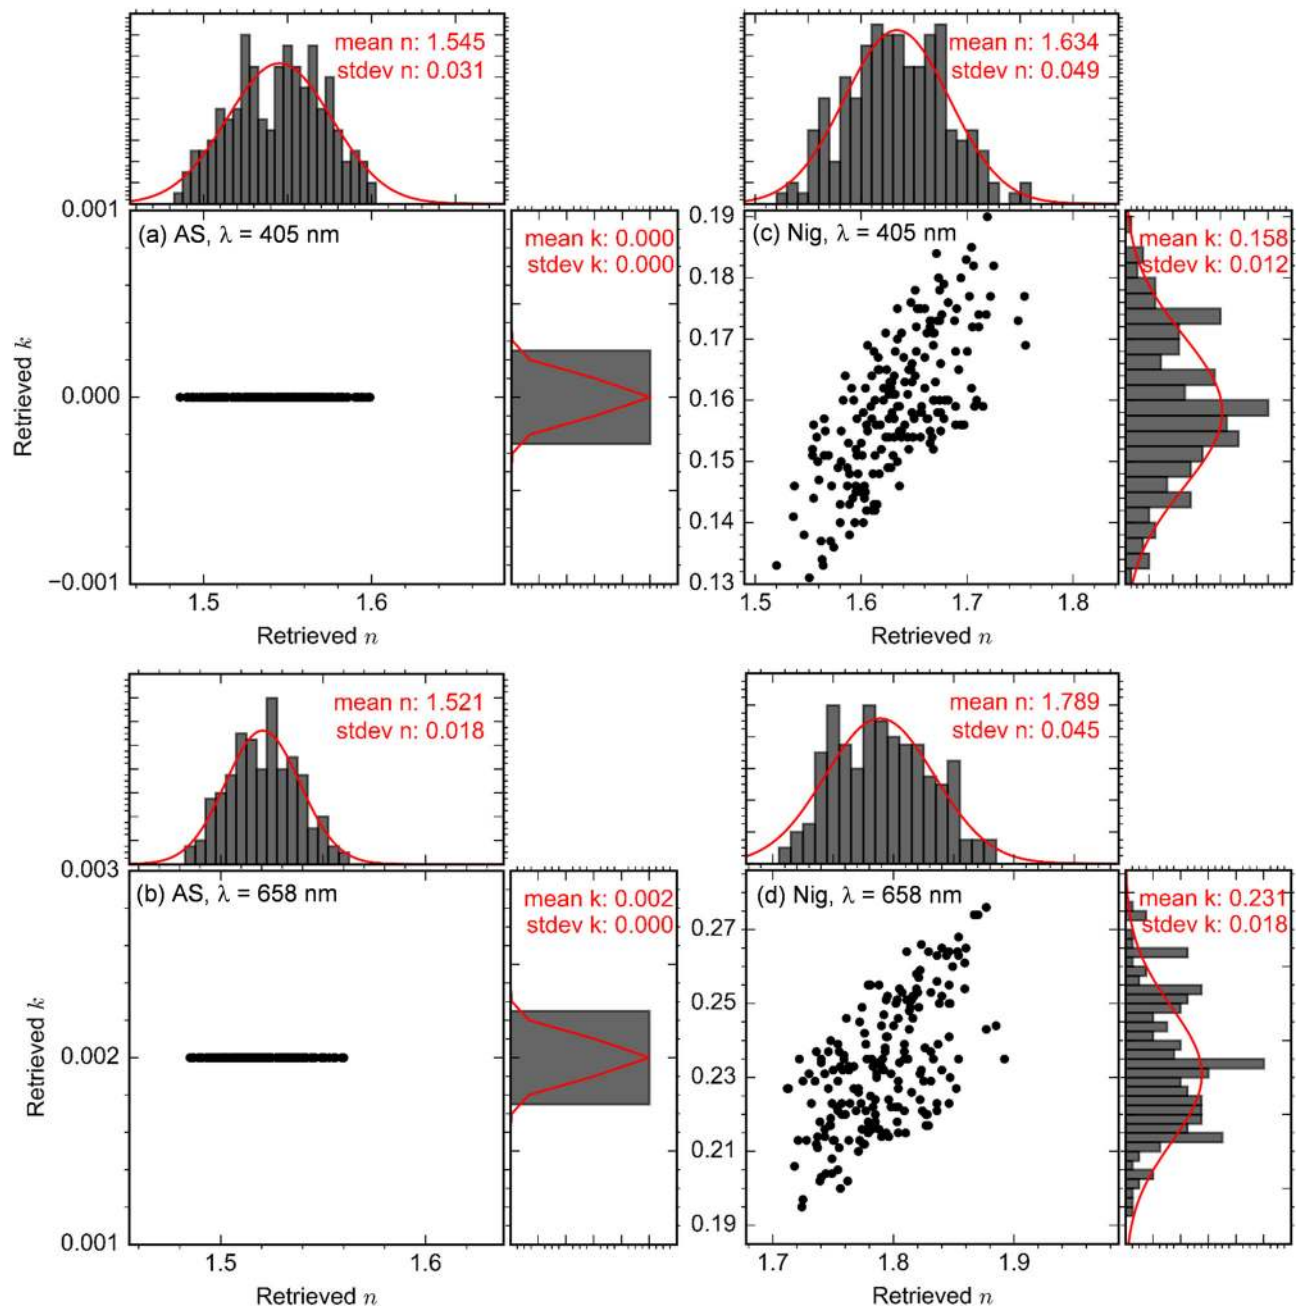 mean n: 1.545
stdev n: 0.031
mean n: 1.634
stdev n: 0.049
0.001
(a) AS, λ = 405 nm
mean k: 0.000
stdev k: 0.000
0.19
(c) Nig, λ = 405 nm
mean k: 0.158
stdev k: 0.012
0.18
0.17
Retrieved k
0.000
0.16
0.15
0.14
−0.001
0.13
1.5
1.6
1.5
1.6
1.7
1.8
Retrieved n
Retrieved n
mean n: 1.521
stdev n: 0.018
mean n: 1.789
stdev n: 0.045
0.003
(b) AS, λ = 658 nm
mean k: 0.002
stdev k: 0.000
(d) Nig, λ = 658 nm
mean k: 0.231
stdev k: 0.018
0.27
0.25
Retrieved k
0.002
0.23
0.21
0.19
0.001
1.5
1.6
1.7
1.8
1.9
Retrieved n
Retrieved n